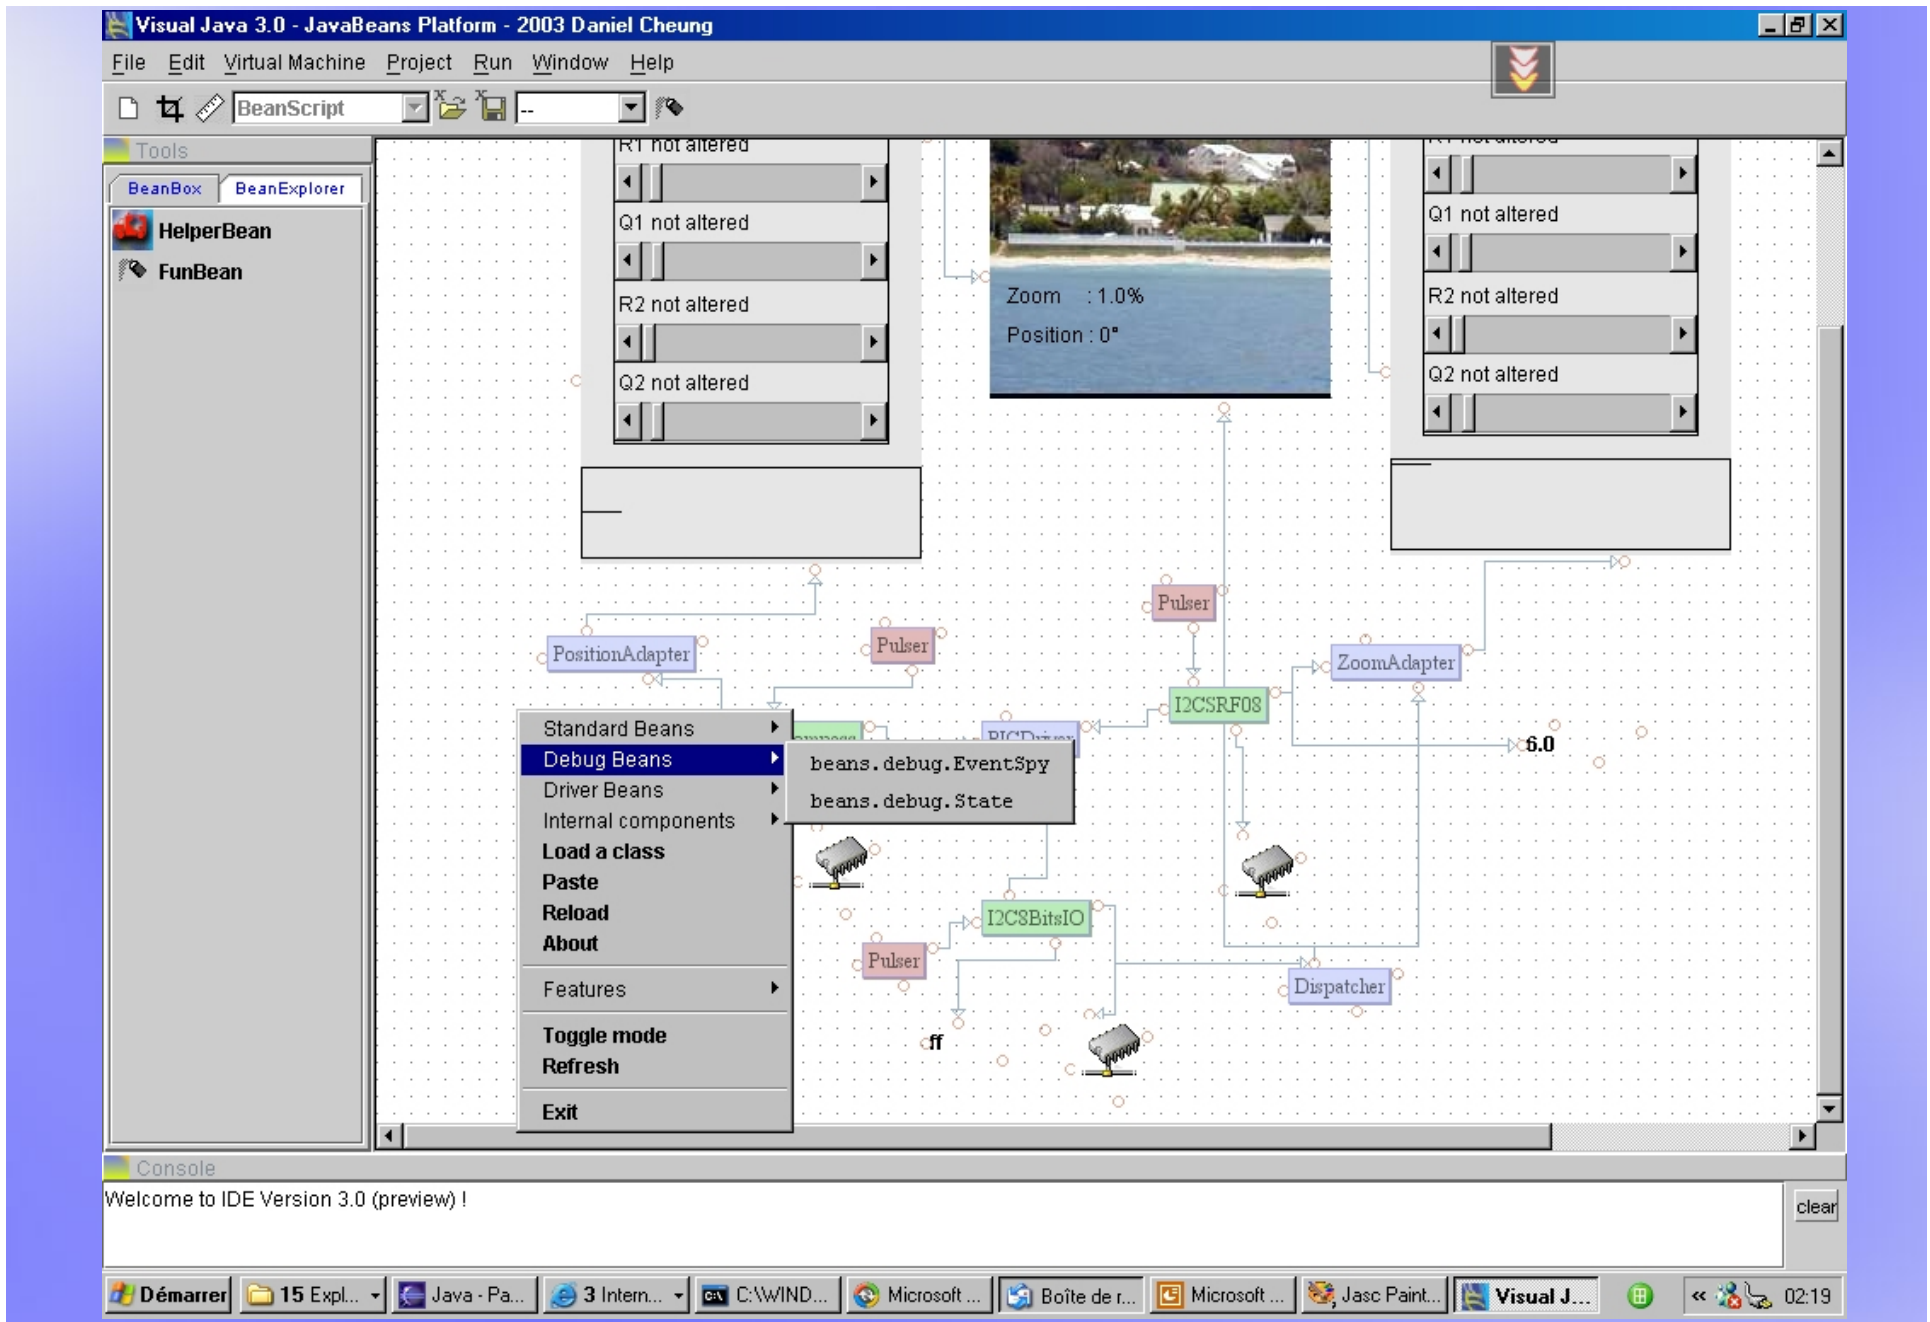 Visual Java 3.0 - JavaBeans Platform - 2003 Daniel Cheung
File Edit Virtual Machine Project Run Window Help
BeanScript
--
Tools
BeanBox BeanExplorer
HelperBean
FunBean
R1 not altered
Q1 not altered
R2 not altered
Q2 not altered
Zoom : 1.0%
Position : 0°
R1 not altered
Q1 not altered
R2 not altered
Q2 not altered
Pulser
PositionAdapter
Pulser
ZoomAdapter
I2CSRF08
PICDriver
6.0
Standard Beans
Debug Beans
Driver Beans
Internal components
Load a class
Paste
Reload
About
Features
Toggle mode
Refresh
Exit
beans.debug.EventSpy
beans.debug.State
I2C8BitsIO
Pulser
Dispatcher
ff
Console
Welcome to IDE Version 3.0 (preview) !
clear
Démarrer 15 Expl... Java - Pa... 3 Intern... C:\WIND... Microsoft ... Boîte de r... Microsoft ... Jasc Paint... Visual J... « 02:19